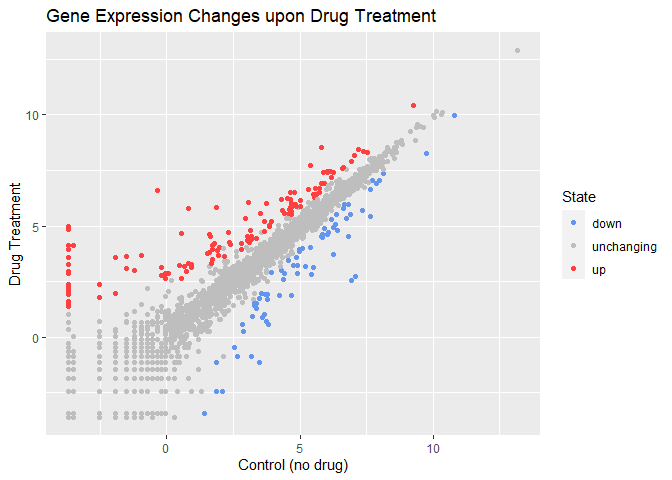 Gene Expression Changes upon Drug Treatment
10
5
0
Drug Treatment
0 5 10
Control (no drug)
State
down
unchanging
up